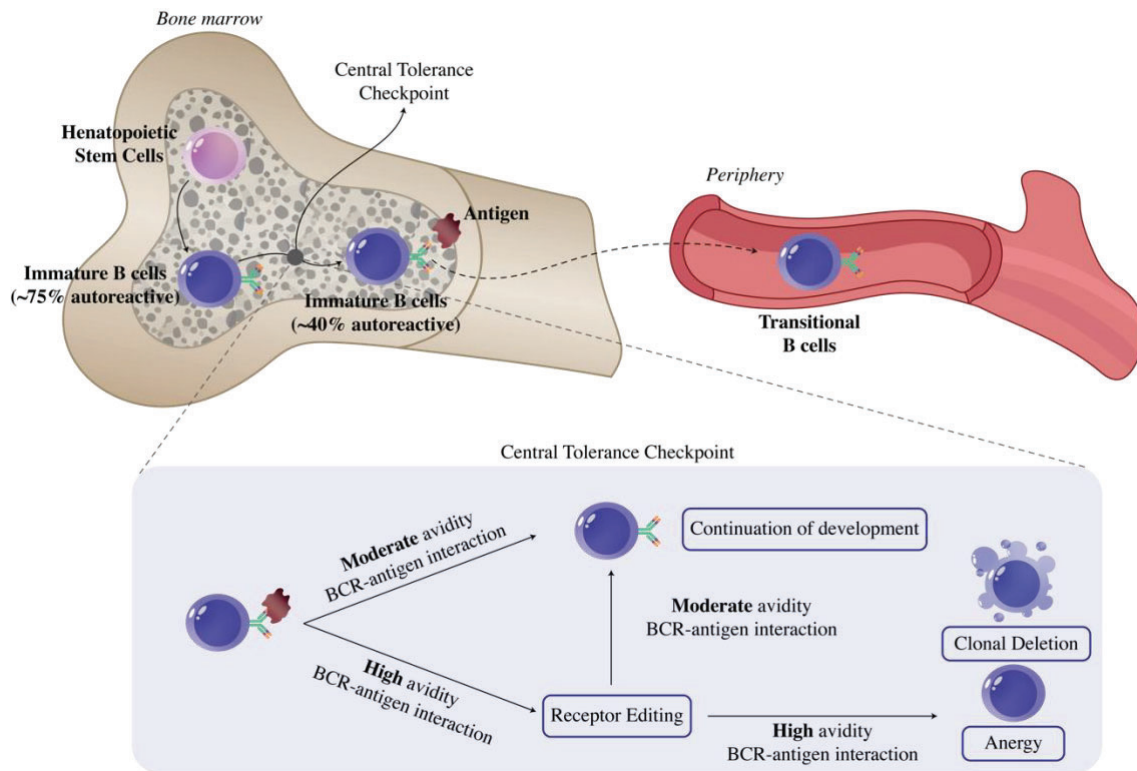 Bone marrow
Central Tolerance
Checkpoint
Henatopoietic
Stem Cells
Periphery
Antigen
Immature B cells
(~75% autoreactive)
Immature B cells
(~40% autoreactive)
Transitional
B cells
Central Tolerance Checkpoint
Moderate avidity
BCR-antigen interaction
Continuation of development
Moderate avidity
BCR-antigen interaction
Clonal Deletion
High avidity
BCR-antigen interaction
Receptor Editing
High avidity
BCR-antigen interaction
Anergy